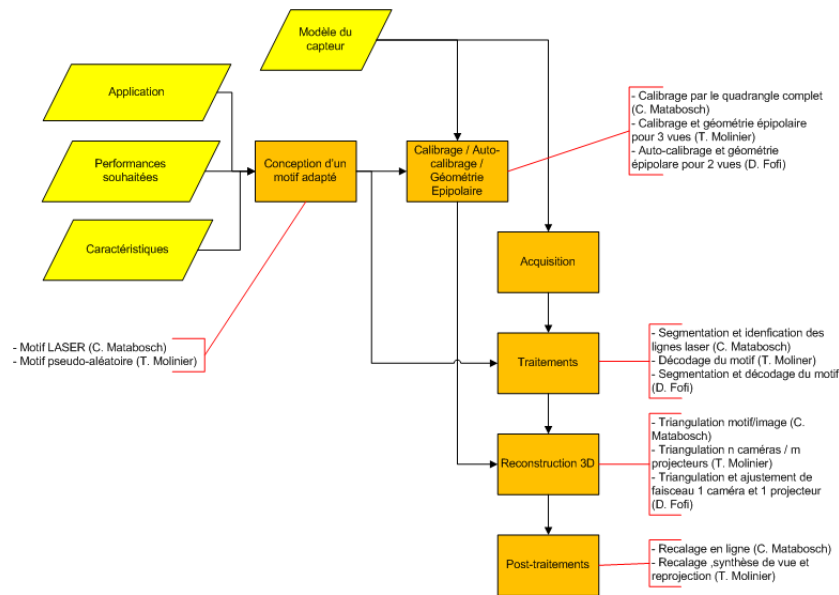 Modèle du
capteur
Application
Performances
souhaitées
Caractéristiques
Conception d'un
motif adapté
Calibrage / Auto-
calibrage /
Géométrie
Epipolaire
- Calibrage par le quadrangle complet
(C. Matabosch)
- Calibrage et géométrie épipolaire
pour 3 vues (T. Molinier)
- Auto-calibrage et géométrie
épipolare pour 2 vues (D. Fofi)
Acquisition
- Motif LASER (C. Matabosch)
- Motif pseudo-aléatoire (T. Molinier)
Traitements
- Segmentation et idenfication des
lignes laser (C. Matabosch)
- Décodage du motif (T. Moliner)
- Segmentation et décodage du motif
(D. Fofi)
Reconstruction 3D
- Triangulation motif/image (C.
Matabosch)
- Triangulation n caméras / m
projecteurs (T. Molinier)
- Triangulation et ajustement de
faisceau 1 caméra et 1 projecteur
(D. Fofi)
Post-traitements
- Recalage en ligne (C. Matabosch)
- Recalage ,synthèse de vue et
reprojection (T. Molinier)